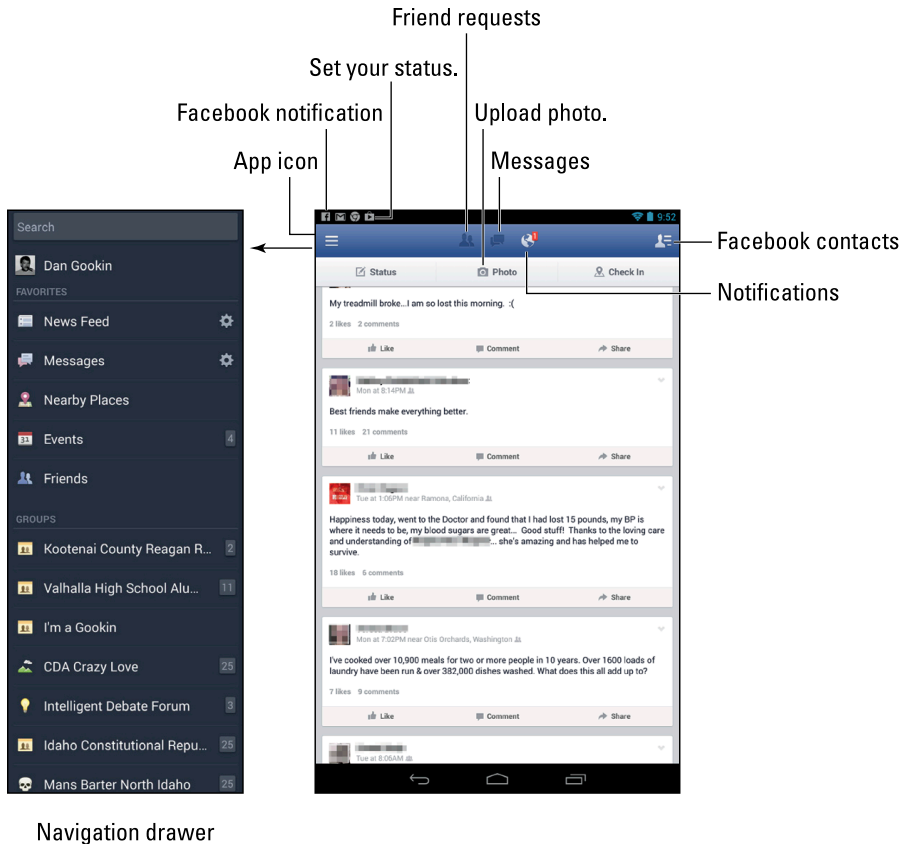 Friend requests
Set your status.
Facebook notification
Upload photo.
App icon
Messages
Search
Dan Gookin
FAVORITES
News Feed
Messages
Nearby Places
31 Events 4
Friends
GROUPS
Kootenai County Reagan R... 2
Valhalla High School Alu... 11
I'm a Gookin
CDA Crazy Love 25
Intelligent Debate Forum 3
Idaho Constitutional Repu... 25
Mans Barter North Idaho 25
Navigation drawer
9:52
1
Status Photo Check In
My treadmill broke...I am so lost this morning. :(
2 likes 2 comments
Like Comment Share
Mon at 8:14PM
Best friends make everything better.
11 likes 21 comments
Like Comment Share
Tue at 1:06PM near Ramona, California
Happiness today, went to the Doctor and found that I had lost 15 pounds, my BP is
where it needs to be, my blood sugars are great... Good stuff! Thanks to the loving care
and understanding of ... she's amazing and has helped me to
survive.
18 likes 6 comments
Like Comment Share
Mon at 7:02PM near Otis Orchards, Washington
I've cooked over 10,900 meals for two or more people in 10 years. Over 1600 loads of
laundry have been run & over 382,000 dishes washed. What does this all add up to?
7 likes 9 comments
Like Comment Share
Tue at 8:06AM
Facebook contacts
Notifications